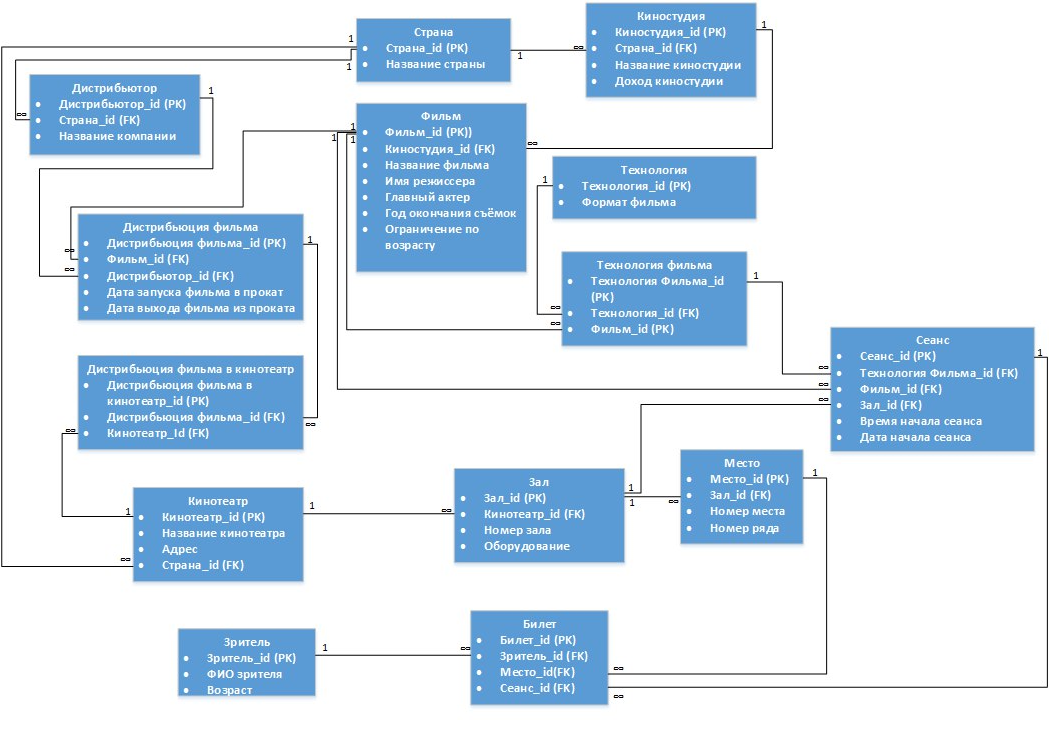 Страна
Страна_id (PK)
Название страны
Киностудия
Киностудия_id (PK)
Страна_id (FK)
Название киностудии
Доход киностудии
Дистрибьютор
Дистрибьютор_id (PK)
Страна_id (FK)
Название компании
Фильм
Фильм_id (PK))
Киностудия_id (FK)
Название фильма
Имя режиссера
Главный актер
Год окончания съёмок
Ограничение по
возрасту
Технология
Технология_id (PK)
Формат фильма
Дистрибьюция фильма
Дистрибьюция фильма_id (PK)
Фильм_id (FK)
Дистрибьютор_id (FK)
Дата запуска фильма в прокат
Дата выхода фильма из проката
Технология фильма
Технология Фильма_id
(PK)
Технология_id (FK)
Фильм_id (PK)
Сеанс
Сеанс_id (PK)
Технология Фильма_id (FK)
Фильм_id (FK)
Зал_id (FK)
Время начала сеанса
Дата начала сеанса
Дистрибьюция фильма в кинотеатр
Дистрибьюция фильма в
кинотеатр_id (PK)
Дистрибьюция фильма_id (FK)
Кинотеатр_Id (FK)
Кинотеатр
Кинотеатр_id (PK)
Название кинотеатра
Адрес
Страна_id (FK)
Зал
Зал_id (PK)
Кинотеатр_id (FK)
Номер зала
Оборудование
Место
Место_id (PK)
Зал_id (FK)
Номер места
Номер ряда
Зритель
Зритель_id (PK)
ФИО зрителя
Возраст
Билет
Билет_id (PK)
Зритель_id (FK)
Место_id(FK)
Сеанс_id (FK)
1
1
1
∞
1
∞
1
∞
1
1
1
∞
∞
1
1
∞
∞
1
∞
∞
∞
1
∞
∞
1
1
∞
∞
1
1
∞
1
1
∞
∞
∞